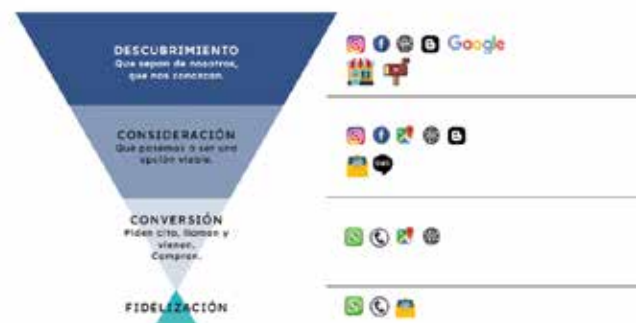 DESCUBRIMIENTO
Que sepan de nosotros,
que nos conozcan.
Google
CONSIDERACIÓN
Que pasemos a ser una
opción viable.
CONVERSIÓN
Piden cita, llaman y
vienen.
Compran.
FIDELIZACIÓN